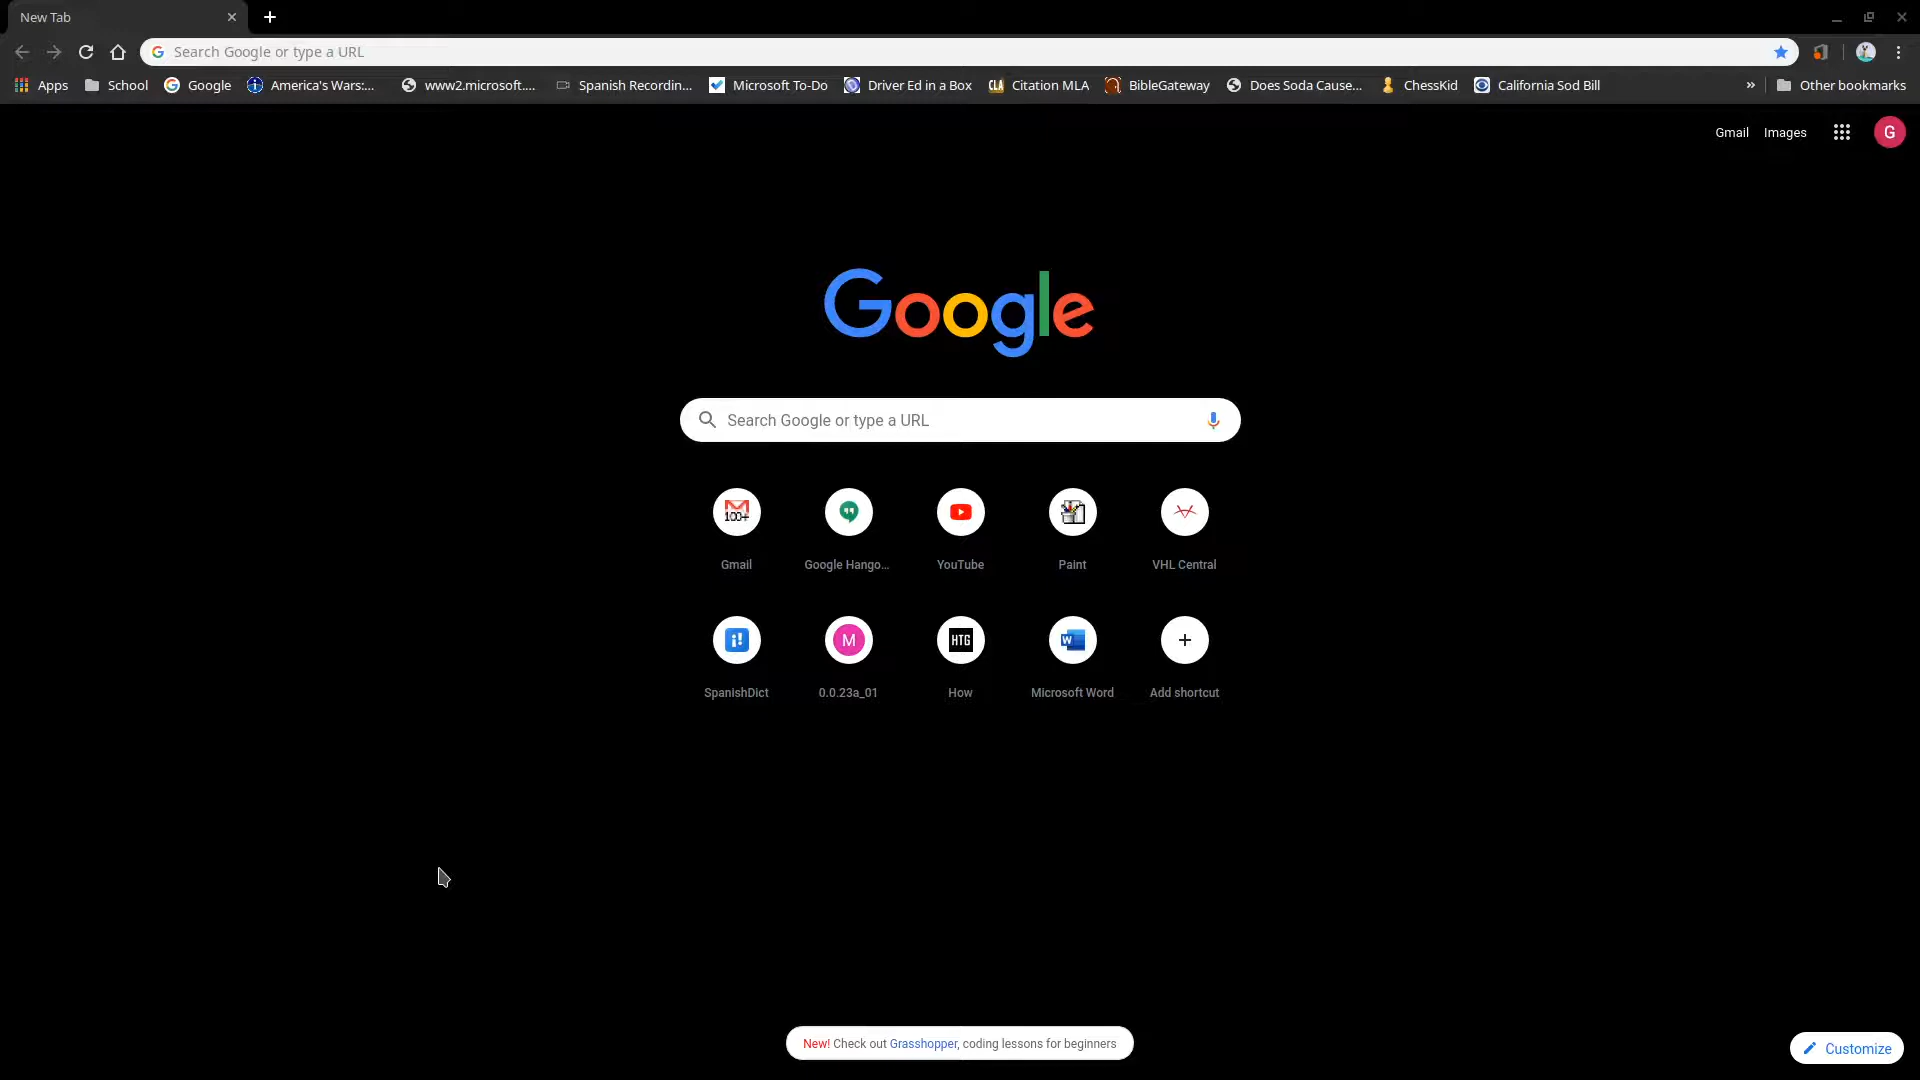 New Tab
Search Google or type a URL
Apps School Google America's Wars:... www2.microsoft.... Spanish Recordin... Microsoft To-Do Driver Ed in a Box CLA Citation MLA BibleGateway Does Soda Cause... ChessKid California Sod Bill » Other bookmarks
Gmail Images G
Google
Search Google or type a URL
100+
Gmail Google Hango... YouTube Paint VHL Central
M HTG W
SpanishDict 0.0.23a_01 How Microsoft Word Add shortcut
New! Check out Grasshopper, coding lessons for beginners
Customize